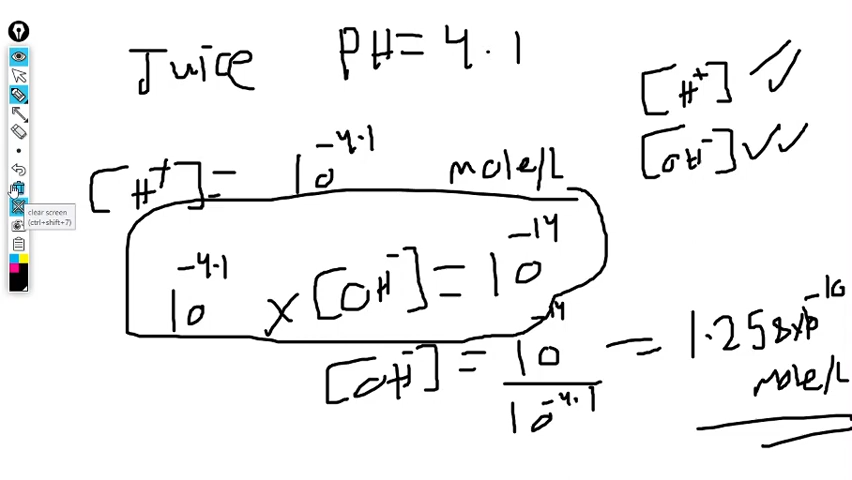 Juice PH = 4.1
[H⁺] ✓
[OH⁻] ✓✓
[H⁺] = 10⁻⁴·¹ mole/L
clear screen
(ctrl+shift+7)
10⁻⁴·¹ × [OH⁻] = 10⁻¹⁴
[OH⁻] = 10⁻¹⁴ / 10⁻⁴·¹ = 1.258×10⁻¹⁰
mole/L